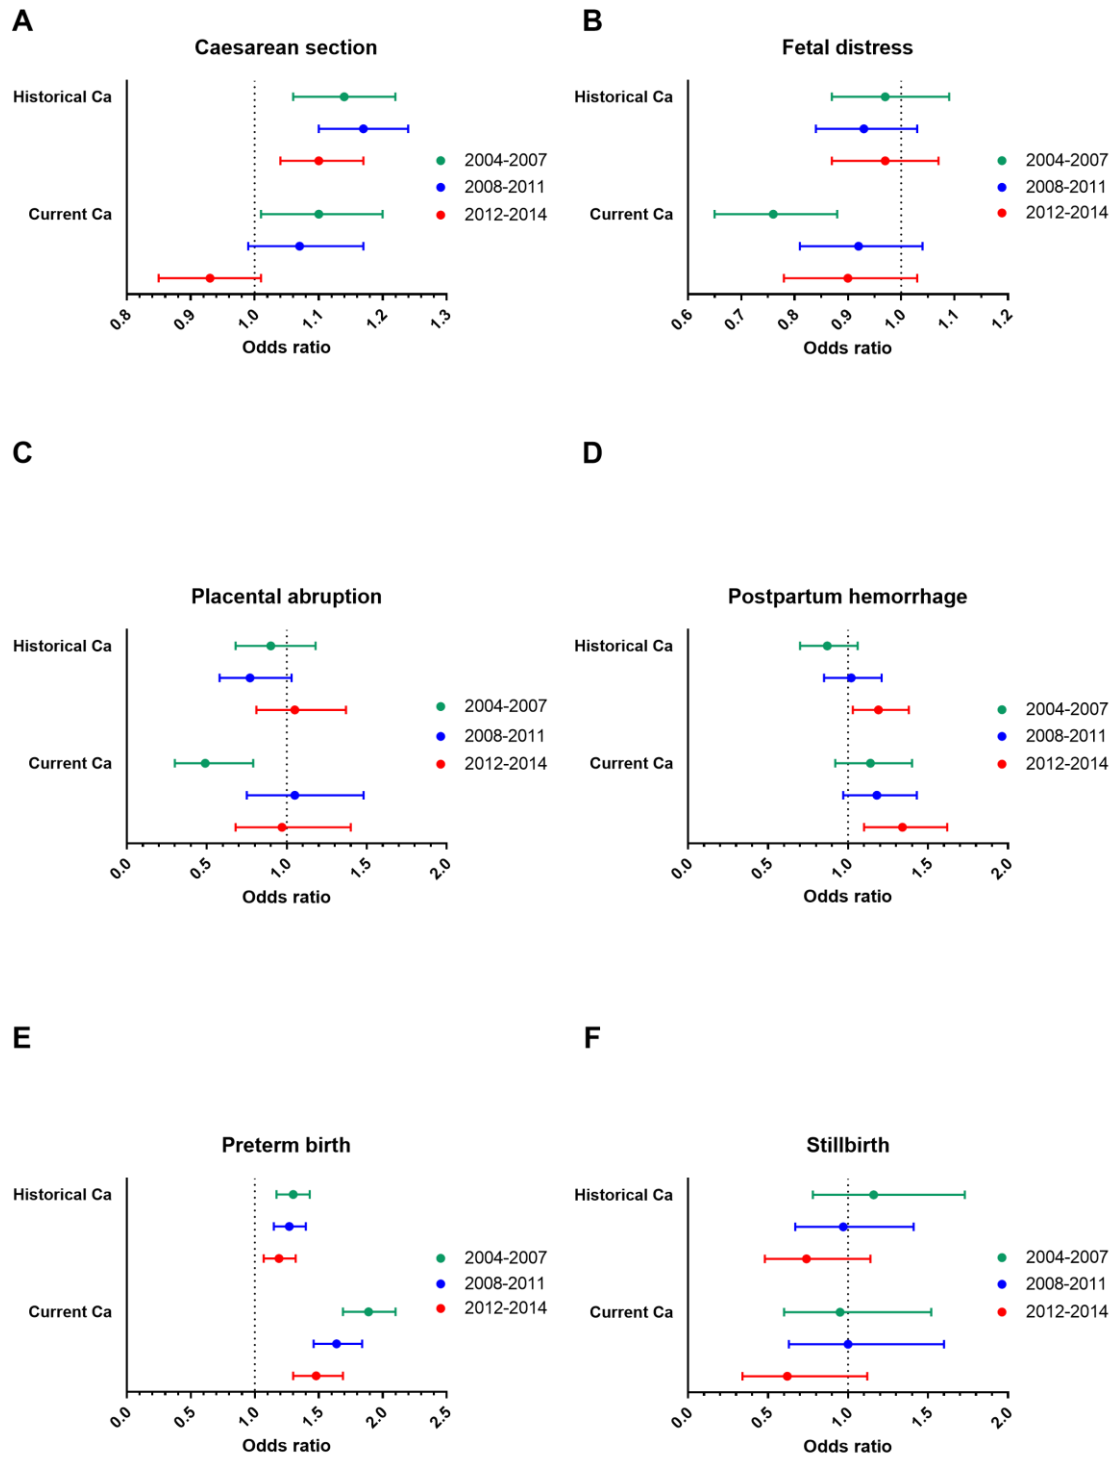 A
Caesarean section
Historical Ca
2004-2007
2008-2011
Current Ca
2012-2014
0.8 0.9 1.0 1.1 1.2 1.3
Odds ratio
B
Fetal distress
Historical Ca
2004-2007
2008-2011
Current Ca
2012-2014
0.6 0.7 0.8 0.9 1.0 1.1 1.2
Odds ratio
C
Placental abruption
Historical Ca
2004-2007
2008-2011
Current Ca
2012-2014
0.0 0.5 1.0 1.5 2.0
Odds ratio
D
Postpartum hemorrhage
Historical Ca
2004-2007
2008-2011
Current Ca
2012-2014
0.0 0.5 1.0 1.5 2.0
Odds ratio
E
Preterm birth
Historical Ca
2004-2007
2008-2011
Current Ca
2012-2014
0.0 0.5 1.0 1.5 2.0 2.5
Odds ratio
F
Stillbirth
Historical Ca
2004-2007
2008-2011
Current Ca
2012-2014
0.0 0.5 1.0 1.5 2.0
Odds ratio